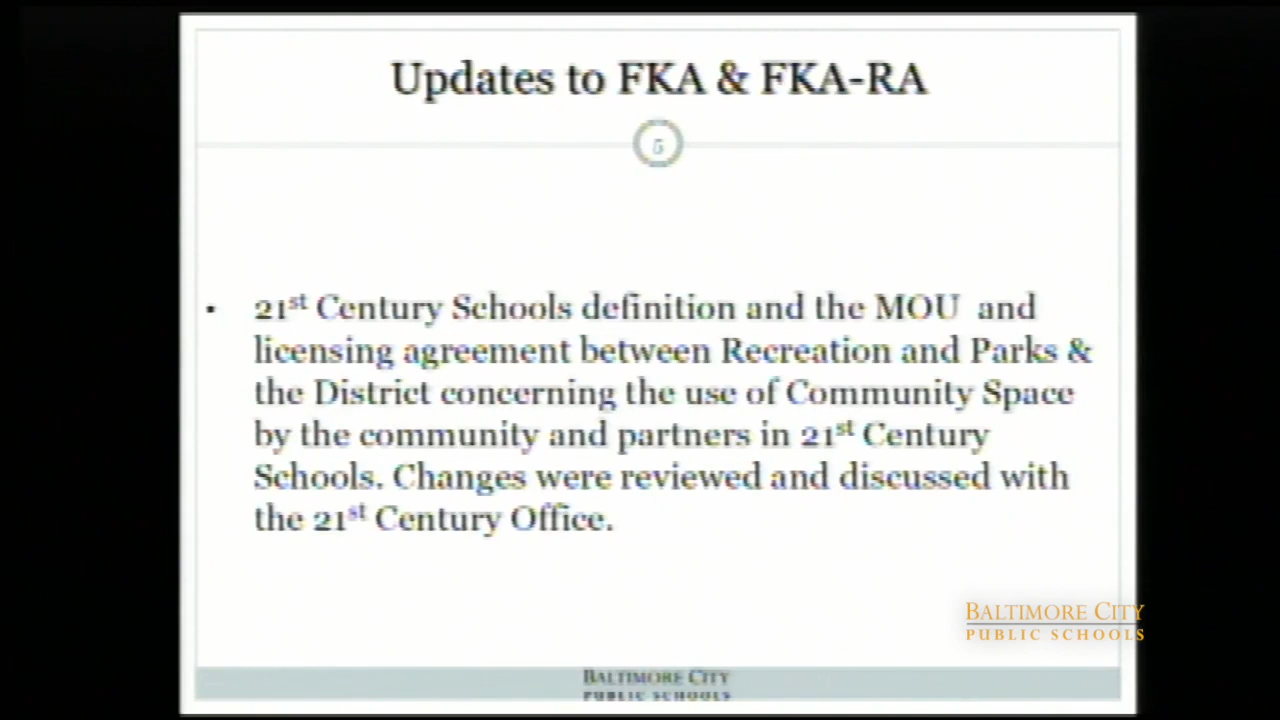 Updates to FKA & FKA-RA
5
• 21st Century Schools definition and the MOU and
licensing agreement between Recreation and Parks &
the District concerning the use of Community Space
by the community and partners in 21st Century
Schools. Changes were reviewed and discussed with
the 21st Century Office.
BALTIMORE CITY
PUBLIC SCHOOLS
BALTIMORE CITY
PUBLIC SCHOOLS